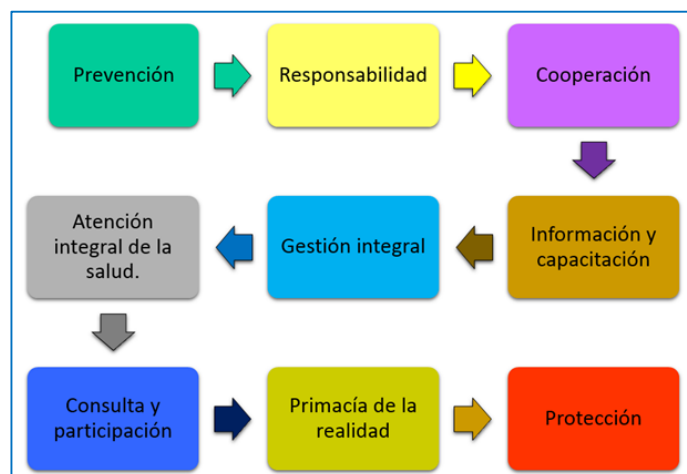 Prevención
Responsabilidad
Cooperación
Información y
capacitación
Gestión integral
Atención
integral de la
salud.
Consulta y
participación
Primacía de la
realidad
Protección